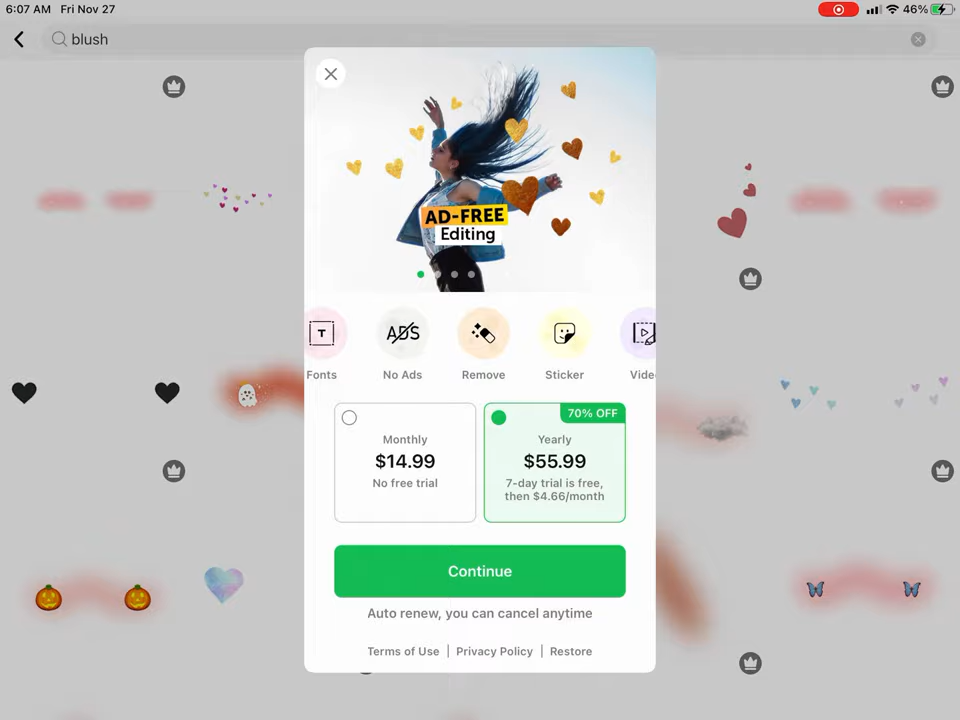 6:07 AM Fri Nov 27
46%
blush
AD-FREE
Editing
ADS
T
Fonts
No Ads
Remove
Sticker
Vide
70% OFF
Monthly
$14.99
No free trial
Yearly
$55.99
7-day trial is free,
then $4.66/month
Continue
Auto renew, you can cancel anytime
Terms of Use | Privacy Policy | Restore